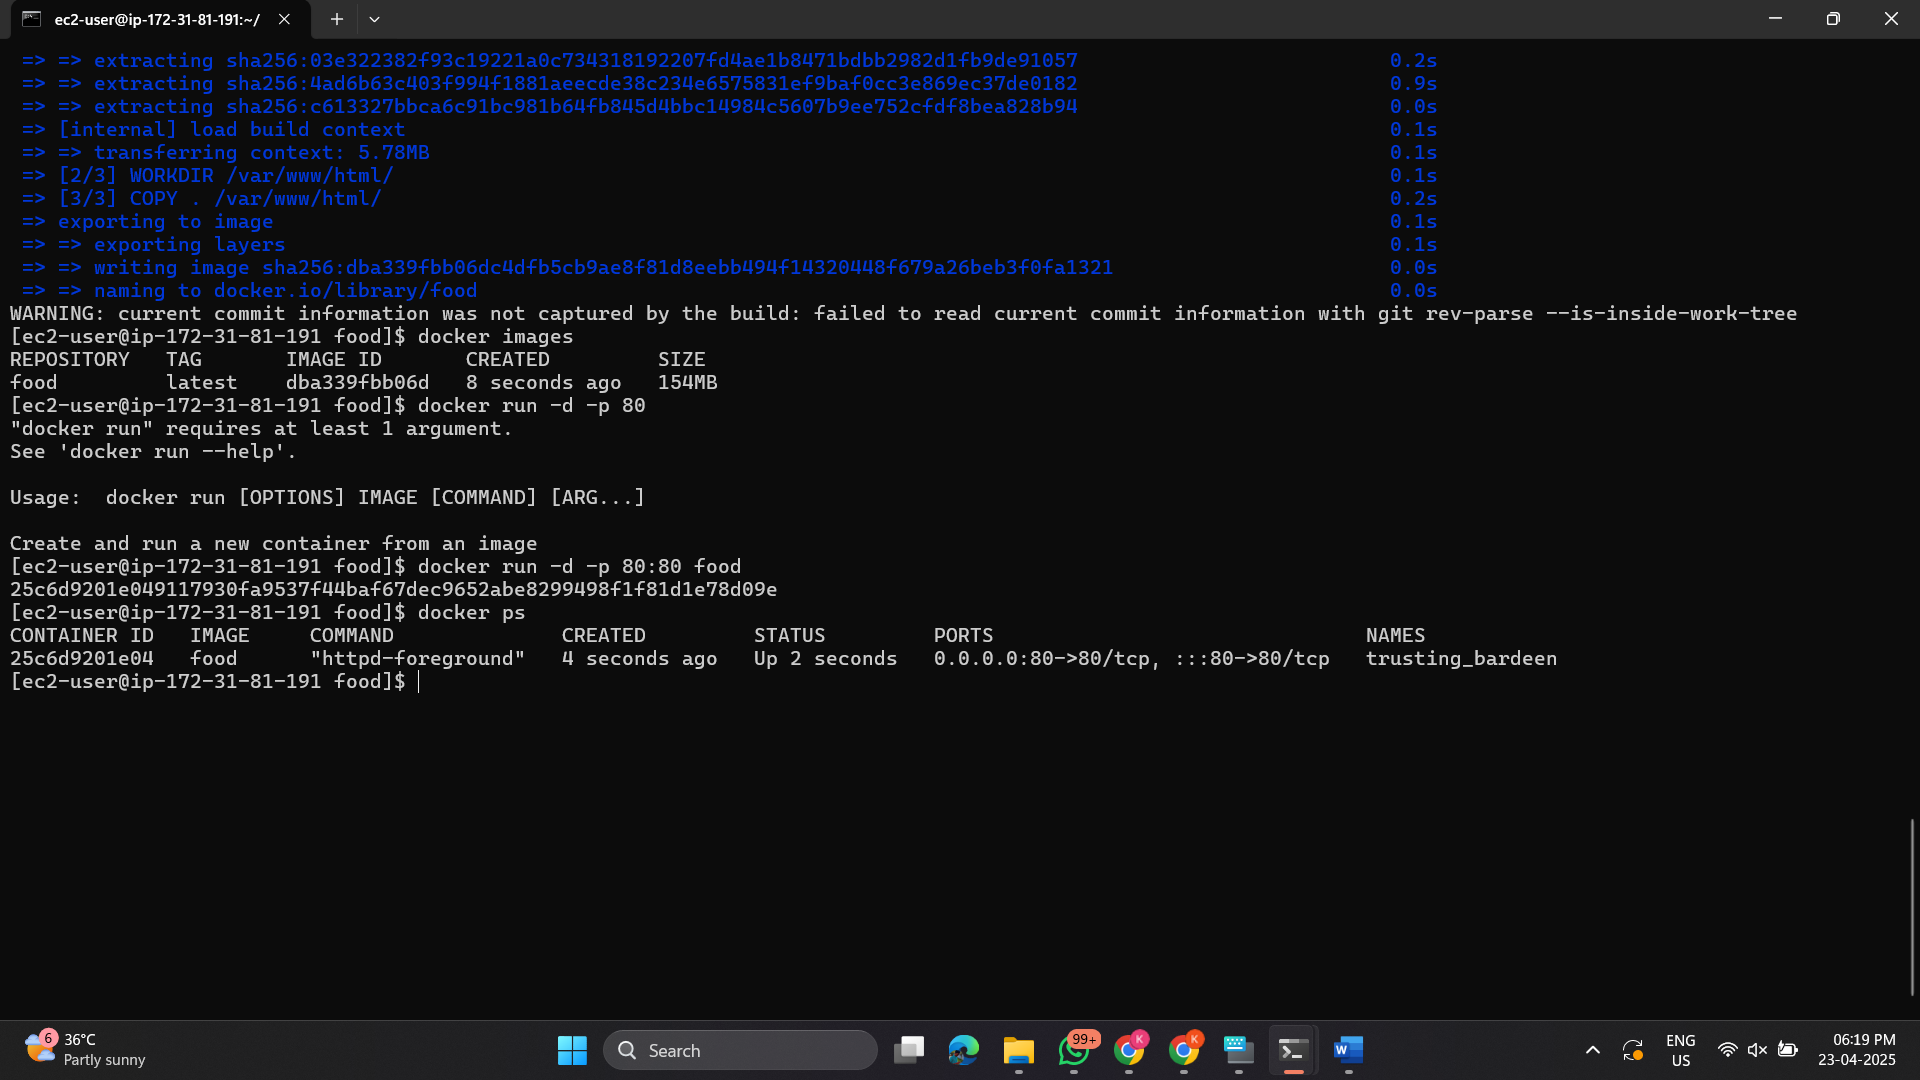 ec2-user@ip-172-31-81-191:~/
=> => extracting sha256:03e322382f93c19221a0c734318192207fd4ae1b8471bdbb2982d1fb9de91057 0.2s
=> => extracting sha256:4ad6b63c403f994f1881aeecde38c234e6575831ef9baf0cc3e869ec37de0182 0.9s
=> => extracting sha256:c613327bbca6c91bc981b64fb845d4bbc14984c5607b9ee752cfdf8bea828b94 0.0s
=> [internal] load build context 0.1s
=> => transferring context: 5.78MB 0.1s
=> [2/3] WORKDIR /var/www/html/ 0.1s
=> [3/3] COPY . /var/www/html/ 0.2s
=> exporting to image 0.1s
=> => exporting layers 0.1s
=> => writing image sha256:dba339fbb06dc4dfb5cb9ae8f81d8eebb494f14320448f679a26beb3f0fa1321 0.0s
=> => naming to docker.io/library/food 0.0s
WARNING: current commit information was not captured by the build: failed to read current commit information with git rev-parse --is-inside-work-tree
[ec2-user@ip-172-31-81-191 food]$ docker images
REPOSITORY TAG IMAGE ID CREATED SIZE
food latest dba339fbb06d 8 seconds ago 154MB
[ec2-user@ip-172-31-81-191 food]$ docker run -d -p 80
"docker run" requires at least 1 argument.
See 'docker run --help'.
Usage: docker run [OPTIONS] IMAGE [COMMAND] [ARG...]
Create and run a new container from an image
[ec2-user@ip-172-31-81-191 food]$ docker run -d -p 80:80 food
25c6d9201e049117930fa9537f44baf67dec9652abe8299498f1f81d1e78d09e
[ec2-user@ip-172-31-81-191 food]$ docker ps
CONTAINER ID IMAGE COMMAND CREATED STATUS PORTS NAMES
25c6d9201e04 food "httpd-foreground" 4 seconds ago Up 2 seconds 0.0.0.0:80->80/tcp, :::80->80/tcp trusting_bardeen
[ec2-user@ip-172-31-81-191 food]$
6
36°C
Partly sunny
Search
99+
K
K
W
ENG
US
06:19 PM
23-04-2025